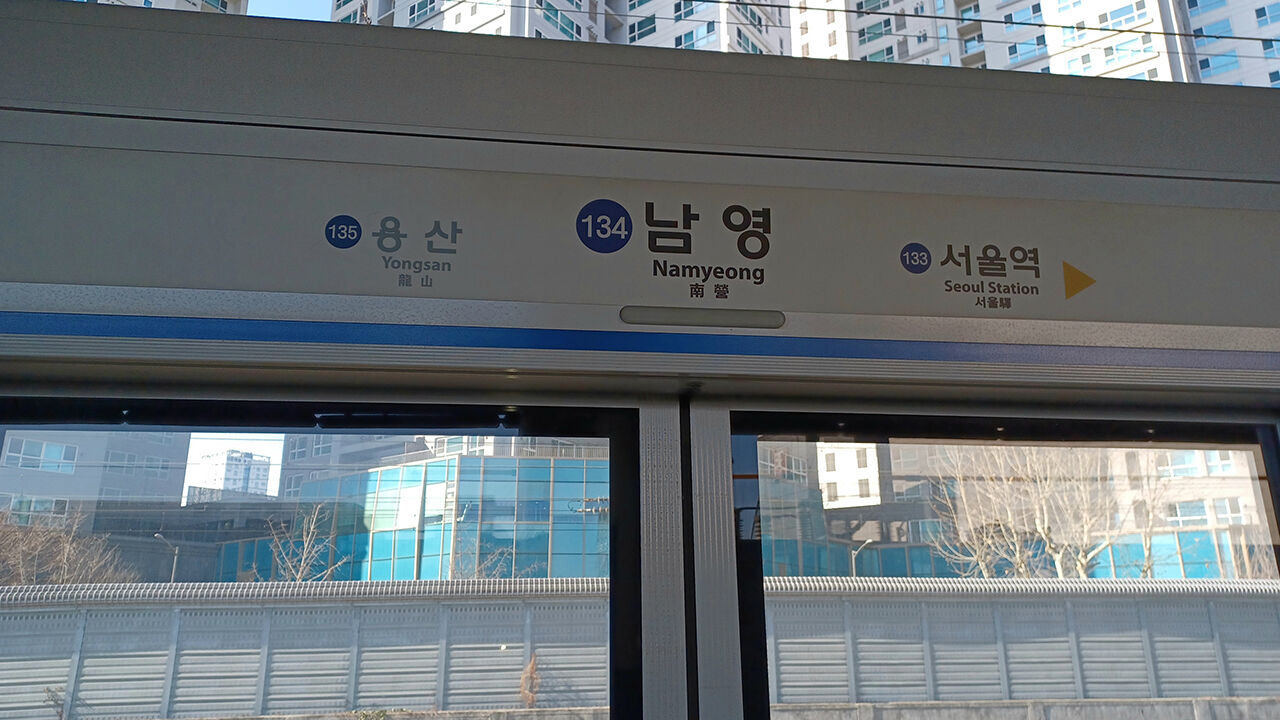 135 용산
Yongsan
龍山
134 남영
Namyeong
南營
133 서울역
Seoul Station
서울驛